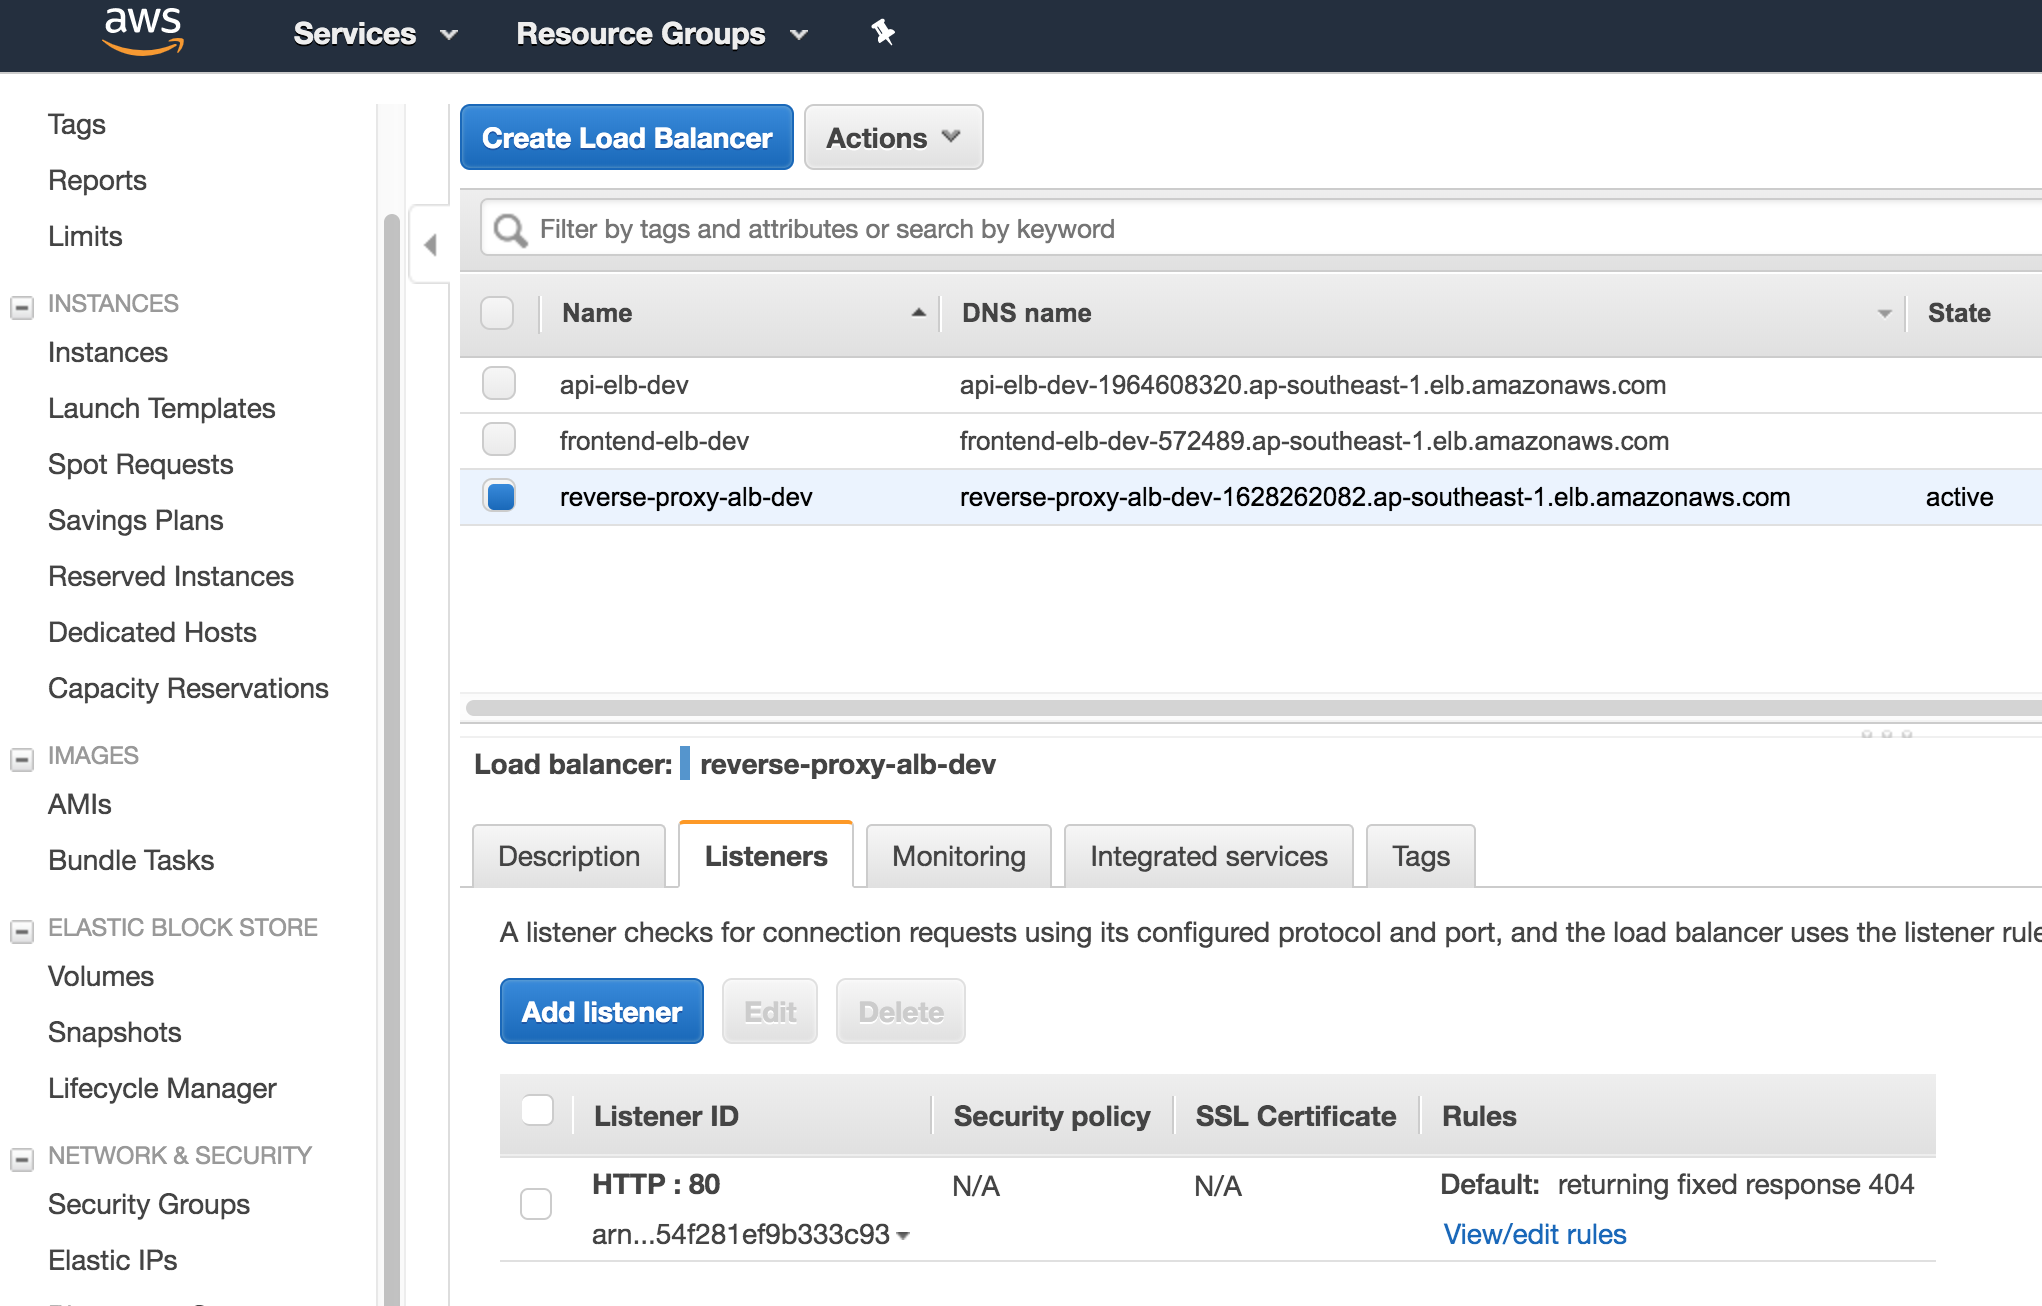 aws
Services
Resource Groups
Tags
Reports
Limits
INSTANCES
Instances
Launch Templates
Spot Requests
Savings Plans
Reserved Instances
Dedicated Hosts
Capacity Reservations
IMAGES
AMIs
Bundle Tasks
ELASTIC BLOCK STORE
Volumes
Snapshots
Lifecycle Manager
NETWORK & SECURITY
Security Groups
Elastic IPs
Create Load Balancer
Actions
Filter by tags and attributes or search by keyword
Name DNS name State
api-elb-dev api-elb-dev-1964608320.ap-southeast-1.elb.amazonaws.com
frontend-elb-dev frontend-elb-dev-572489.ap-southeast-1.elb.amazonaws.com
reverse-proxy-alb-dev reverse-proxy-alb-dev-1628262082.ap-southeast-1.elb.amazonaws.com active
Load balancer: reverse-proxy-alb-dev
Description Listeners Monitoring Integrated services Tags
A listener checks for connection requests using its configured protocol and port, and the load balancer uses the listener rule
Add listener Edit Delete
Listener ID Security policy SSL Certificate Rules
HTTP : 80 N/A N/A Default: returning fixed response 404
arn...54f281ef9b333c93 View/edit rules